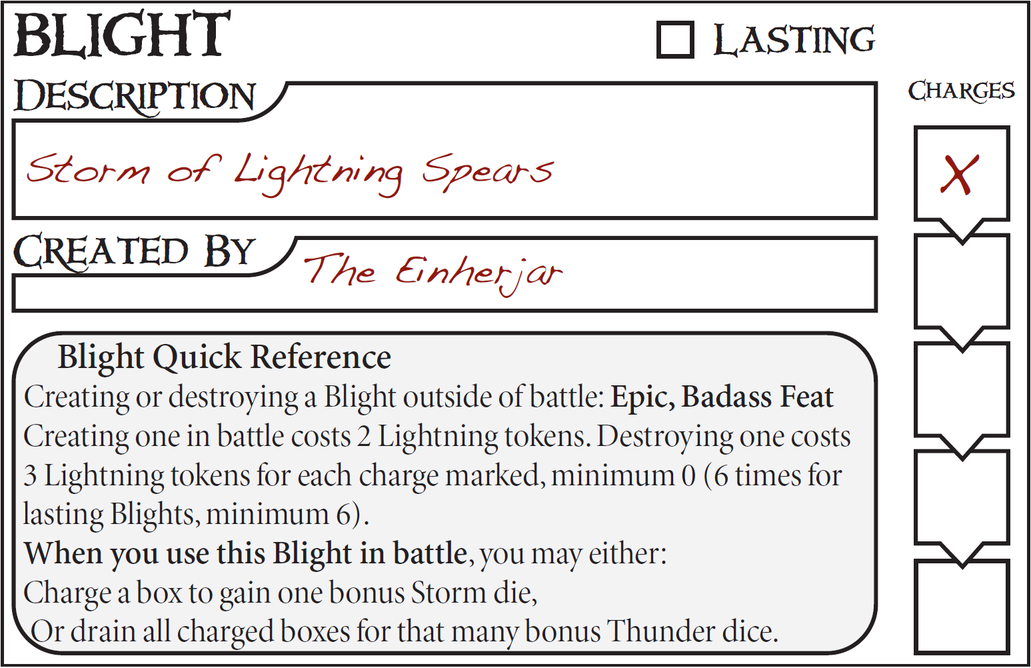 BLIGHT
LASTING
DESCRIPTION
CHARGES
Storm of Lightning Spears
X
CREATED BY
The Einherjar
Blight Quick Reference
Creating or destroying a Blight outside of battle: Epic, Badass Feat
Creating one in battle costs 2 Lightning tokens. Destroying one costs
3 Lightning tokens for each charge marked, minimum 0 (6 times for
lasting Blights, minimum 6).
When you use this Blight in battle, you may either:
Charge a box to gain one bonus Storm die,
Or drain all charged boxes for that many bonus Thunder dice.